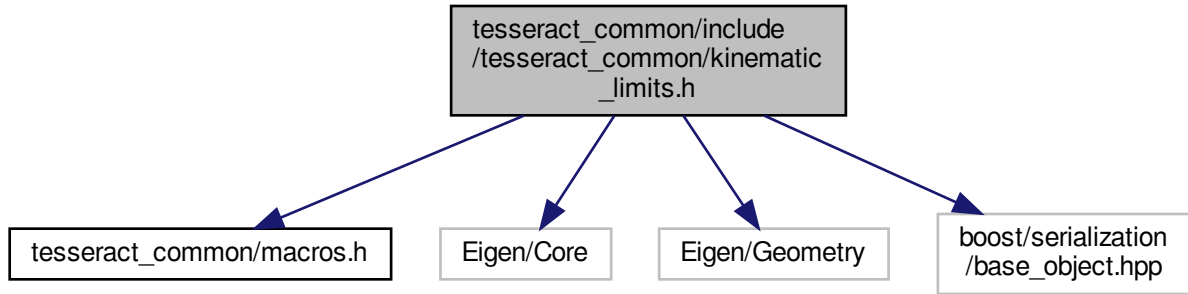 tesseract_common/include
/tesseract_common/kinematic
_limits.h
tesseract_common/macros.h
Eigen/Core
Eigen/Geometry
boost/serialization
/base_object.hpp